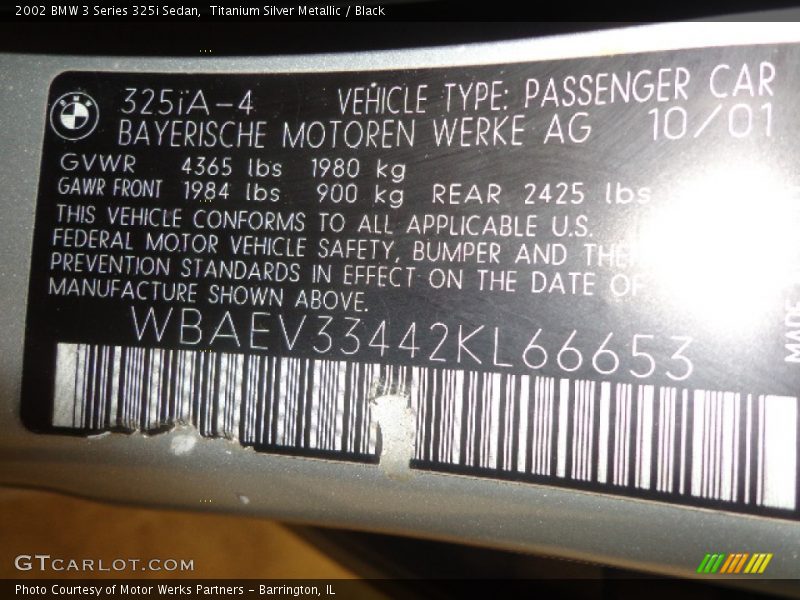 2002 BMW 3 Series 325i Sedan,  Titanium Silver Metallic / Black
325iA-4 VEHICLE TYPE: PASSENGER CAR
BAYERISCHE MOTOREN WERKE AG 10/01
GVWR 4365 lbs 1980 kg
GAWR FRONT 1984 lbs 900 kg REAR 2425 lbs
THIS VEHICLE CONFORMS TO ALL APPLICABLE U.S.
FEDERAL MOTOR VEHICLE SAFETY, BUMPER AND
PREVENTION STANDARDS IN EFFECT ON THE DATE OF
MANUFACTURE SHOWN ABOVE.
WBAEV33442KL66653
MADE
GTCARLOT.COM
Photo Courtesy of Motor Werks Partners - Barrington, IL